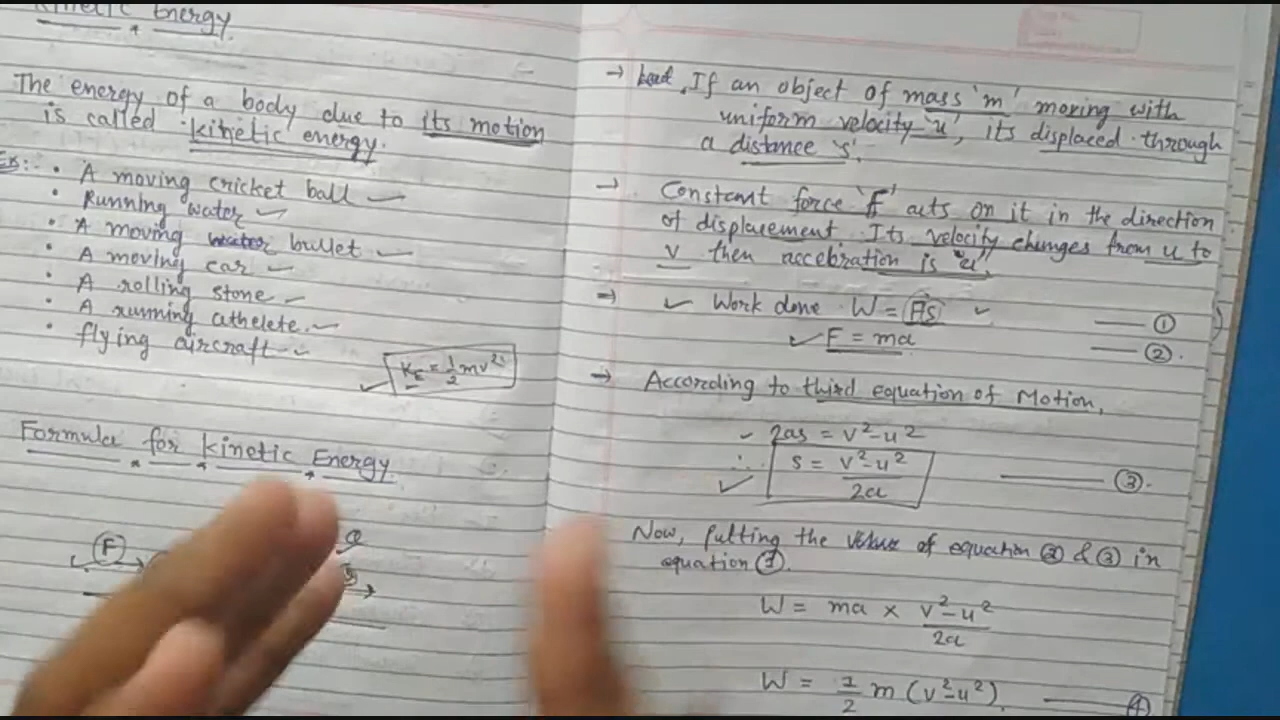 Kinetic Energy.
The energy of a body due to its motion
is called kinetic energy.
Ex:- • A moving cricket ball
• Running water
• A moving bullet
• A moving car
• A rolling stone
• A running athelete.
• flying aircraft
KE = 1/2 mv²
Formula for Kinetic Energy.
F
→ , If an object of mass 'm' moving with
uniform velocity 'u', its displaced through
a distance 's'.
→ Constant force 'F' acts on it in the direction
of displacement. Its velocity changes from u to
v then accelbration is 'a'.
→ Work done W = FS — ①
F = ma — ②.
→ According to third equation of Motion,
2as = v²-u²
∴ s = v²-u² / 2a — ③.
Now, putting the value of equation ② & ③ in
equation ①.
W = ma × v²-u² / 2a
W = 1/2 m (v²-u²). — ④